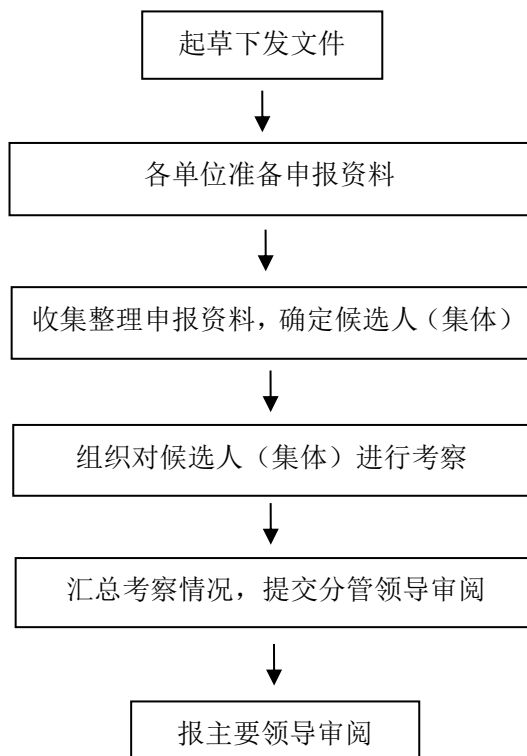 起草下发文件
各单位准备申报资料
收集整理申报资料，确定候选人（集体）
组织对候选人（集体）进行考察
汇总考察情况，提交分管领导审阅
报主要领导审阅